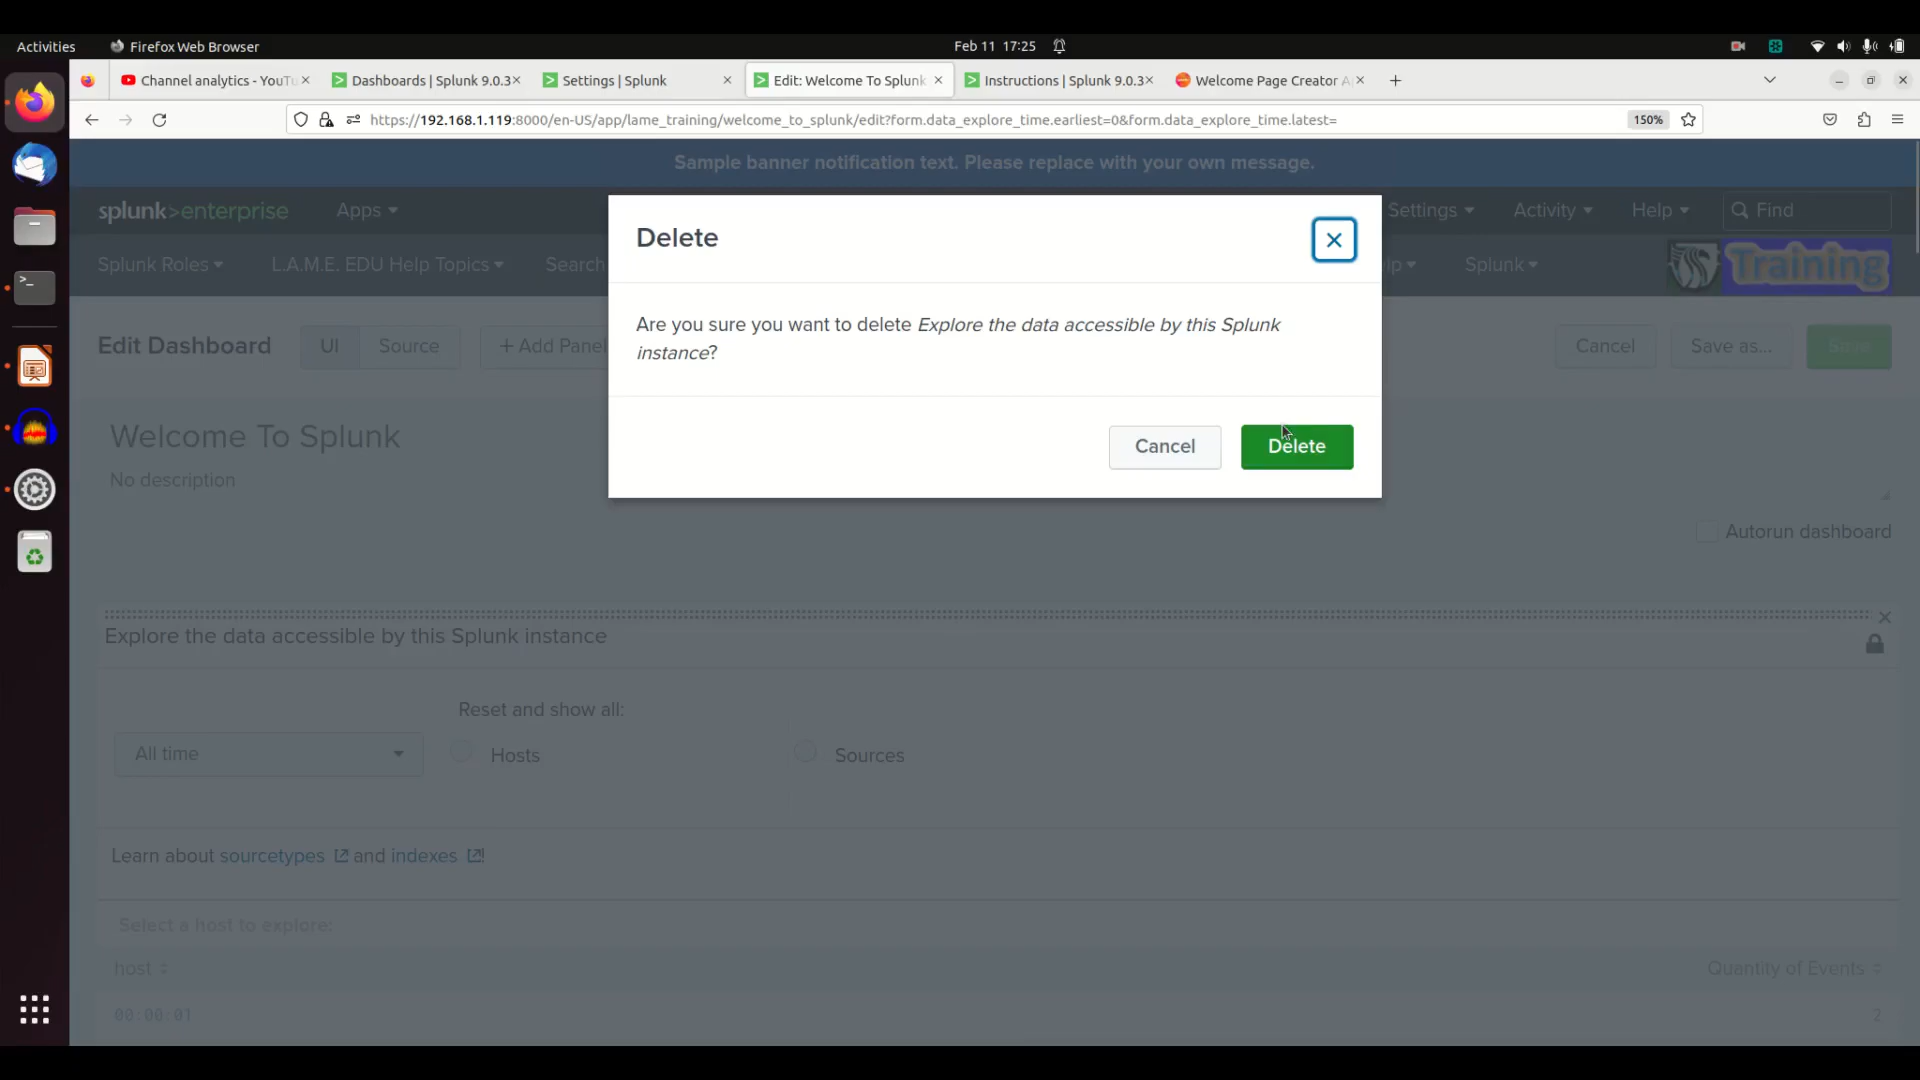 Activities
Firefox Web Browser
Feb 11 17:25
Channel analytics - YouTu
Dashboards | Splunk 9.0.3
Settings | Splunk
Edit: Welcome To Splunk
Instructions | Splunk 9.0.3
Welcome Page Creator A
https://192.168.1.119:8000/en-US/app/lame_training/welcome_to_splunk/edit?form.data_explore_time.earliest=0&form.data_explore_time.latest=
150%
Sample banner notification text. Please replace with your own message.
splunk>enterprise
Apps
Settings
Activity
Help
Find
Splunk Roles
L.A.M.E. EDU Help Topics
Search
lp
Splunk
Training
Edit Dashboard
UI
Source
+ Add Panel
Cancel
Save as...
Save
Delete
Are you sure you want to delete Explore the data accessible by this Splunk
instance?
Cancel
Delete
Welcome To Splunk
No description
Autorun dashboard
Explore the data accessible by this Splunk instance
Reset and show all:
All time
Hosts
Sources
Learn about sourcetypes and indexes !
Select a host to explore:
host
Quantity of Events
00:00:01
2